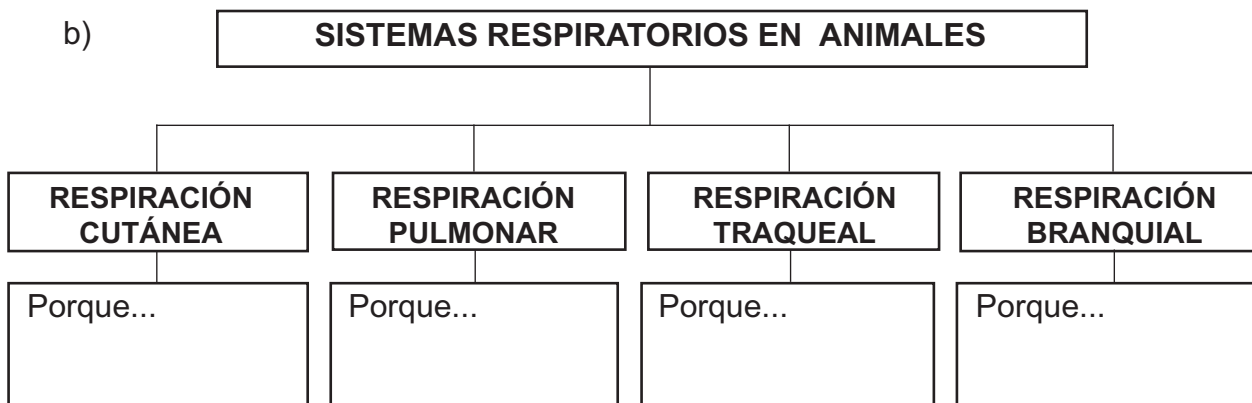 b)
SISTEMAS RESPIRATORIOS EN ANIMALES
RESPIRACIÓN
CUTÁNEA
RESPIRACIÓN
PULMONAR
RESPIRACIÓN
TRAQUEAL
RESPIRACIÓN
BRANQUIAL
Porque...
Porque...
Porque...
Porque...